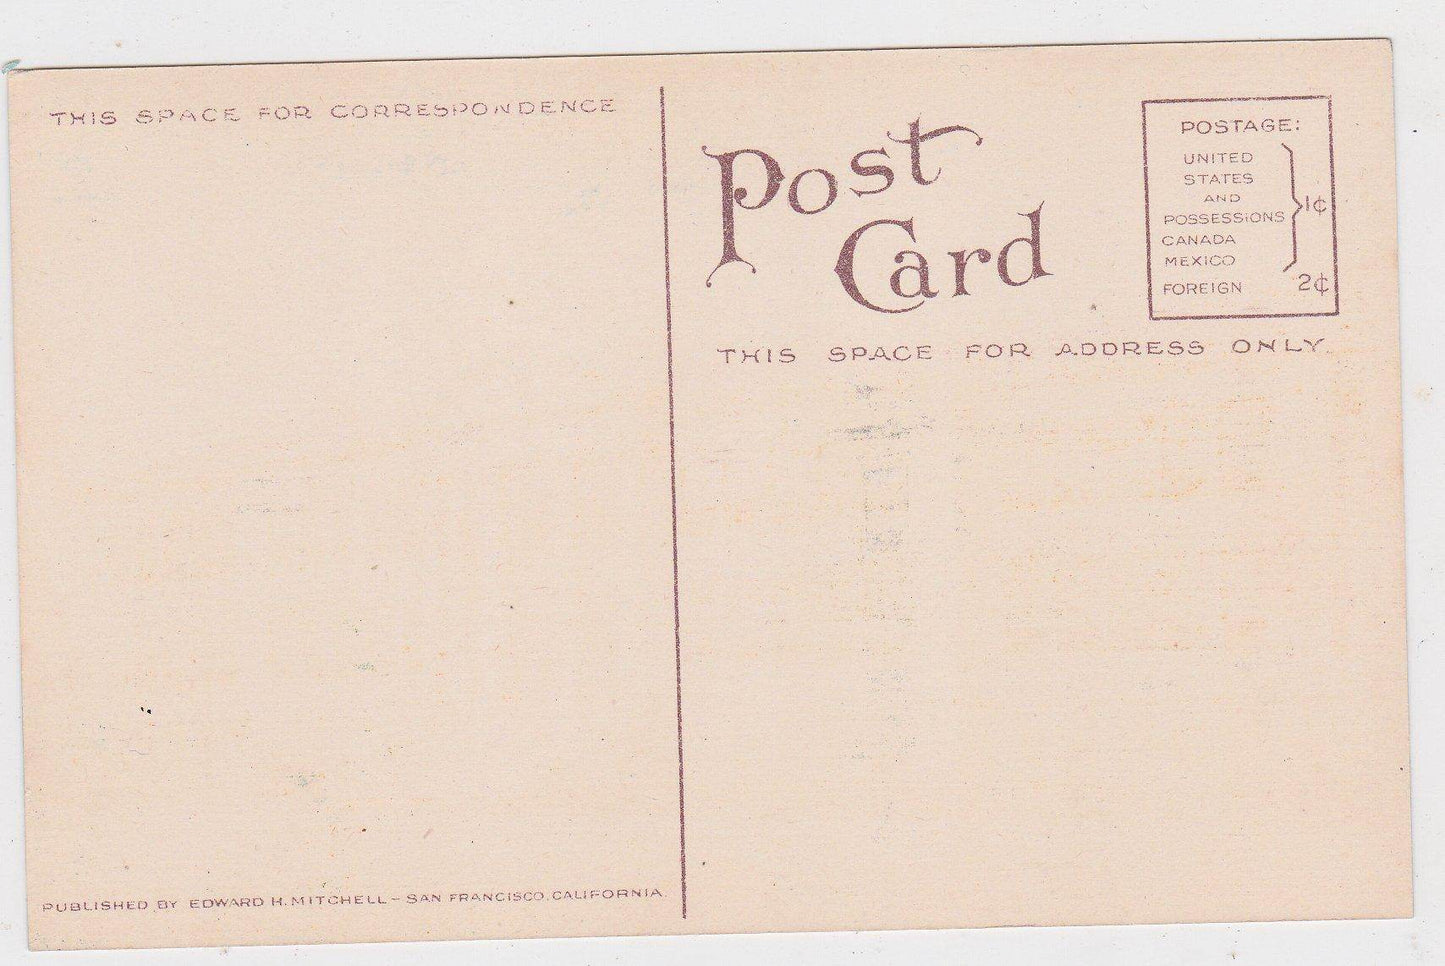 THIS SPACE FOR CORRESPONDENCE
Post
Card
POSTAGE:
UNITED
STATES
AND
POSSESSIONS
CANADA
MEXICO
1¢
FOREIGN 2¢
THIS SPACE FOR ADDRESS ONLY.
PUBLISHED BY EDWARD H. MITCHELL - SAN FRANCISCO. CALIFORNIA.